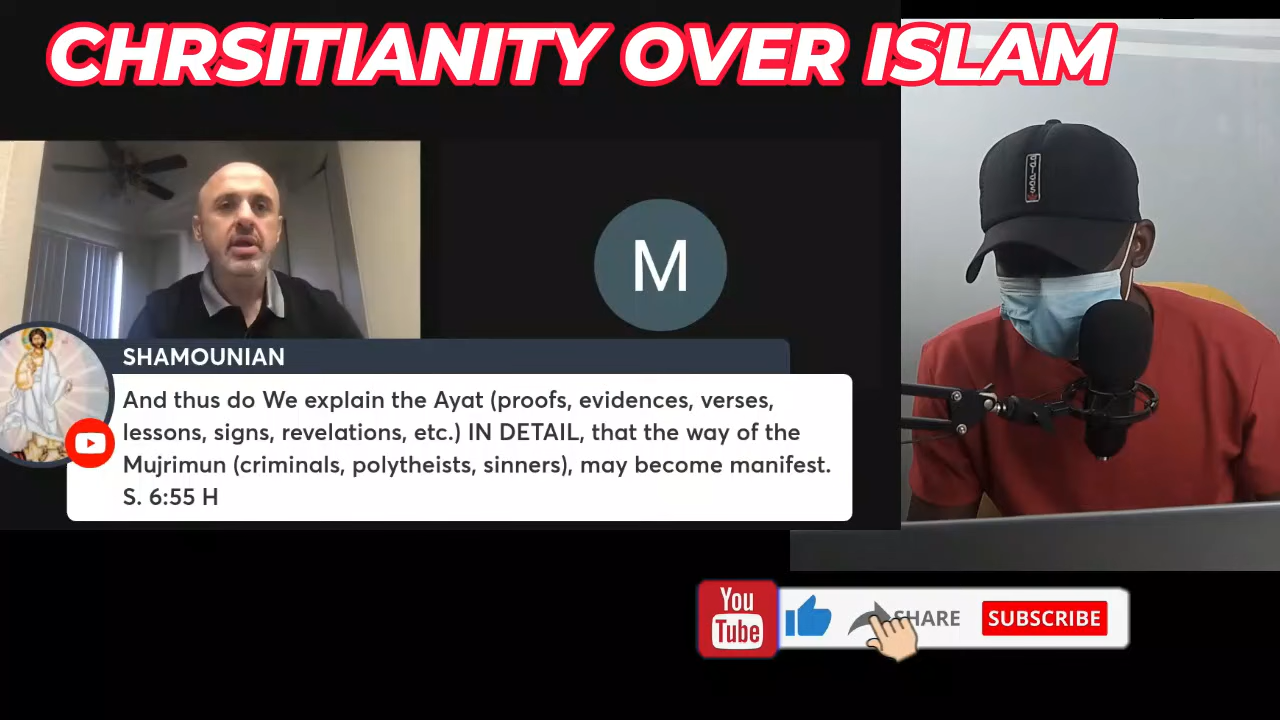 CHRSITIANITY OVER ISLAM
M
SHAMOUNIAN
And thus do We explain the Ayat (proofs, evidences, verses,
lessons, signs, revelations, etc.) IN DETAIL, that the way of the
Mujrimun (criminals, polytheists, sinners), may become manifest.
S. 6:55 H
adidas
You
Tube
SHARE
SUBSCRIBE